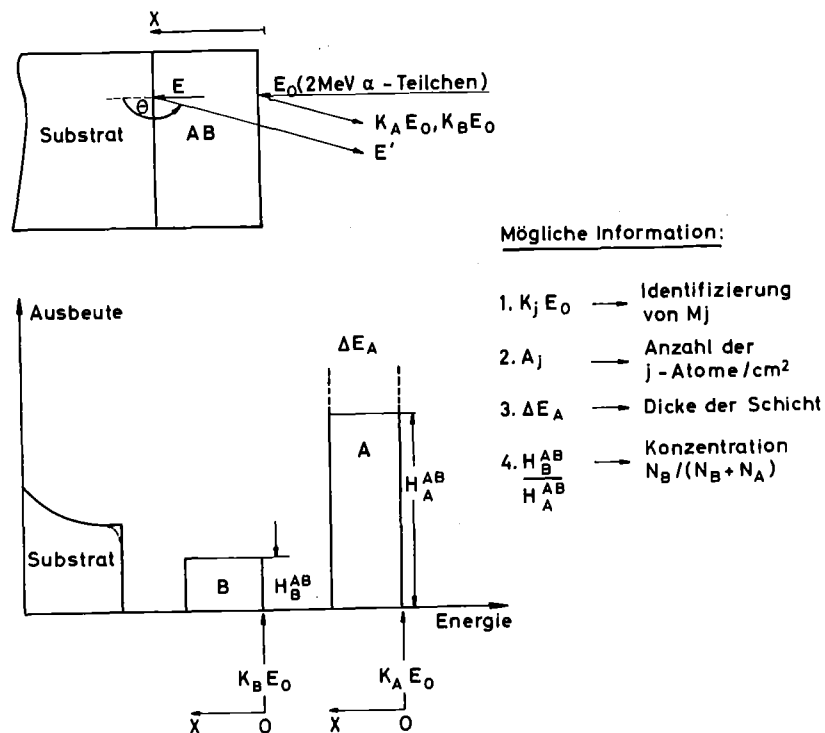 X
E₀(2MeV α-Teilchen)
E
θ
Substrat
AB
K_A E₀, K_B E₀
E'
Mögliche Information:
1. K_j E₀ → Identifizierung
von Mj
2. A_j → Anzahl der
j-Atome/cm²
3. ΔE_A → Dicke der Schicht
4. H_B^AB / H_A^AB → Konzentration
N_B/(N_B+N_A)
Ausbeute
ΔE_A
A
H_A^AB
Substrat
B
H_B^AB
Energie
K_B E₀
K_A E₀
X O
X O